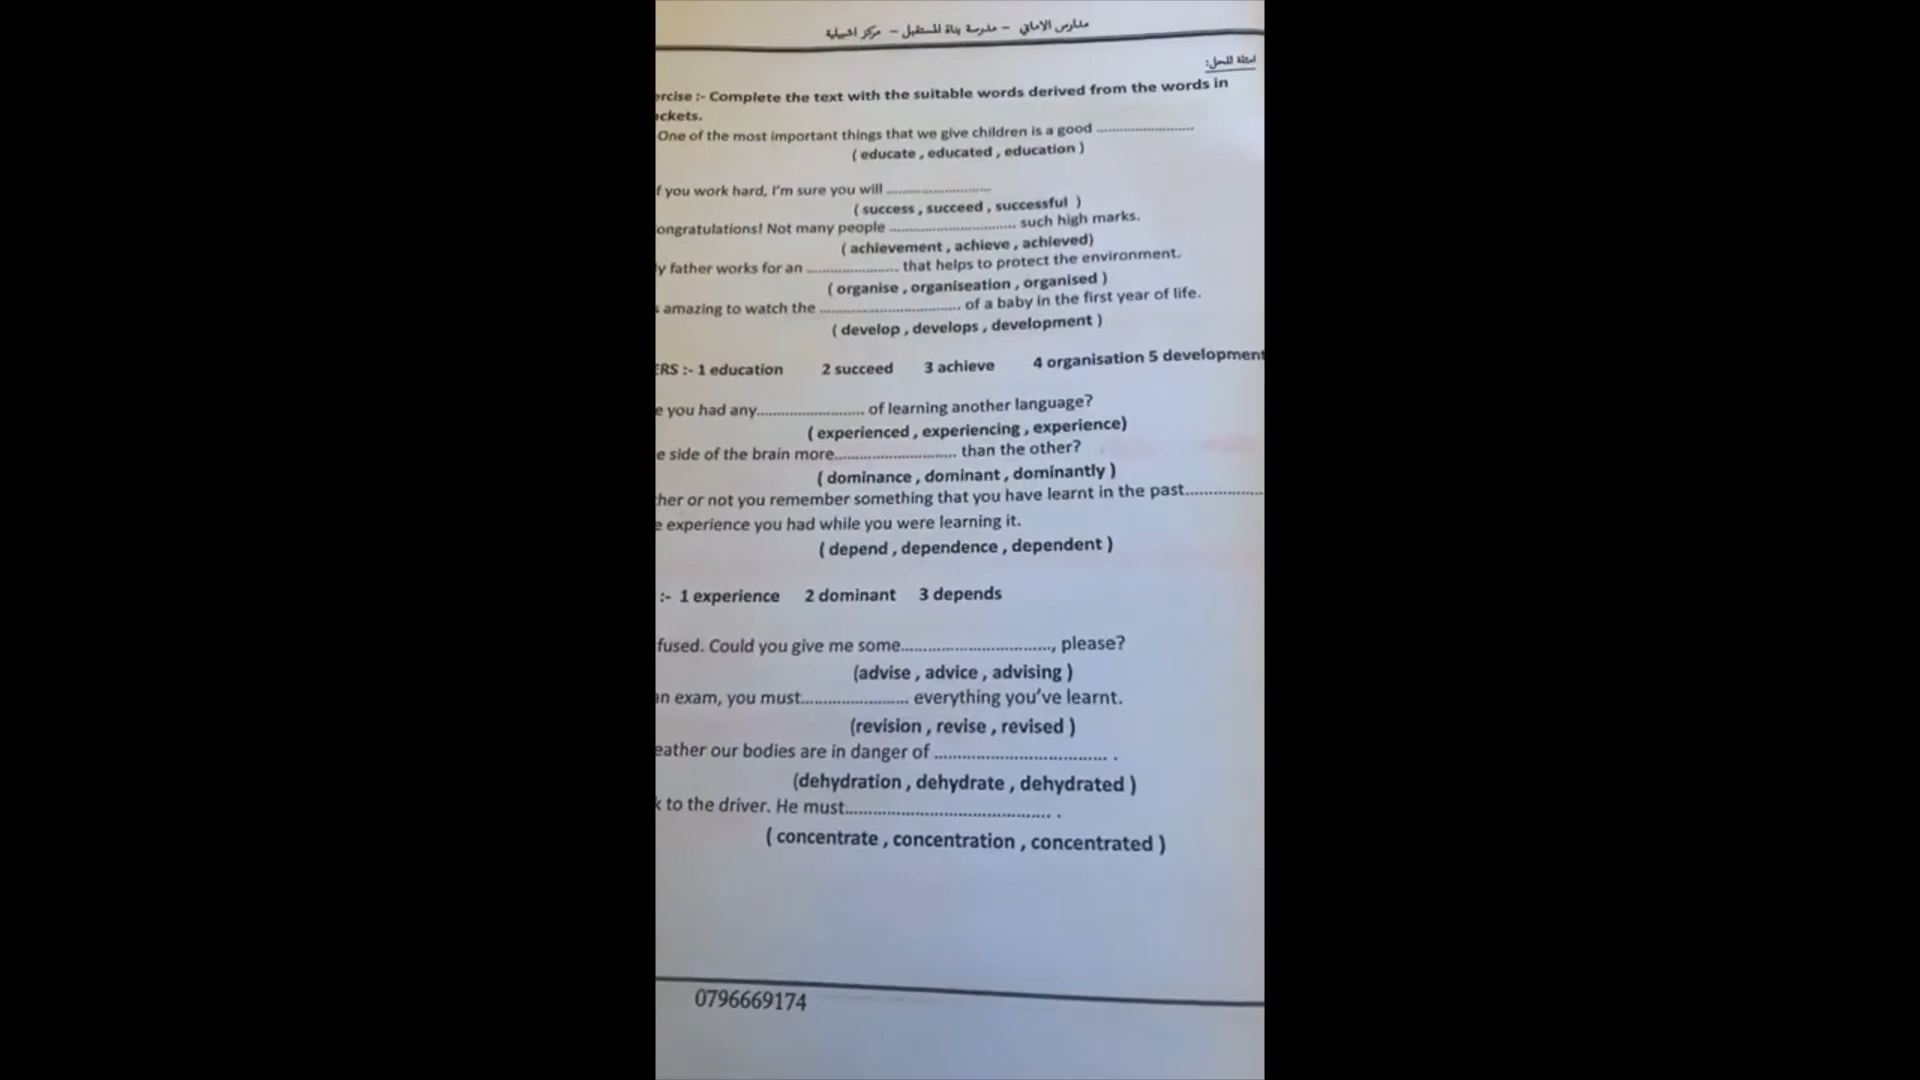 مدارس الاماني - مدرسة بناة المستقبل - مركز اشبيلية
اسئلة للحل:
ercise :- Complete the text with the suitable words derived from the words in
ckets.
One of the most important things that we give children is a good ........................
( educate , educated , education )
f you work hard, I'm sure you will ........................
( success , succeed , successful )
ongratulations! Not many people ............................. such high marks.
( achievement , achieve , achieved)
y father works for an ..................... that helps to protect the environment.
( organise , organiseation , organised )
s amazing to watch the ................................ of a baby in the first year of life.
( develop , develops , development )
ERS :- 1 education 2 succeed 3 achieve 4 organisation 5 development
e you had any......................... of learning another language?
( experienced , experiencing , experience)
e side of the brain more............................ than the other?
( dominance , dominant , dominantly )
her or not you remember something that you have learnt in the past..................
e experience you had while you were learning it.
( depend , dependence , dependent )
:- 1 experience 2 dominant 3 depends
fused. Could you give me some................................, please?
(advise , advice , advising )
an exam, you must....................... everything you've learnt.
(revision , revise , revised )
eather our bodies are in danger of ..................................... .
(dehydration , dehydrate , dehydrated )
k to the driver. He must............................................ .
( concentrate , concentration , concentrated )
0796669174